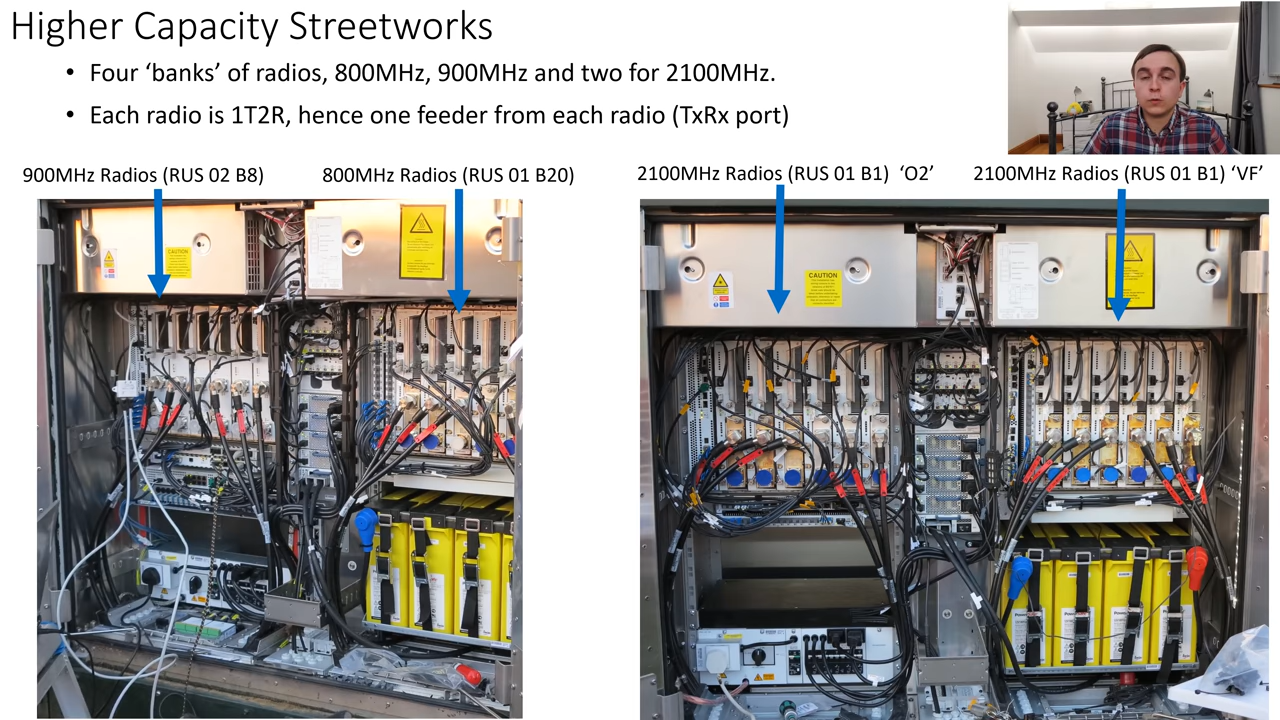 Higher Capacity Streetworks
• Four ‘banks’ of radios, 800MHz, 900MHz and two for 2100MHz.
• Each radio is 1T2R, hence one feeder from each radio (TxRx port)
900MHz Radios (RUS 02 B8)
800MHz Radios (RUS 01 B20)
2100MHz Radios (RUS 01 B1) ‘O2’
2100MHz Radios (RUS 01 B1) ‘VF’
CAUTION
CAUTION